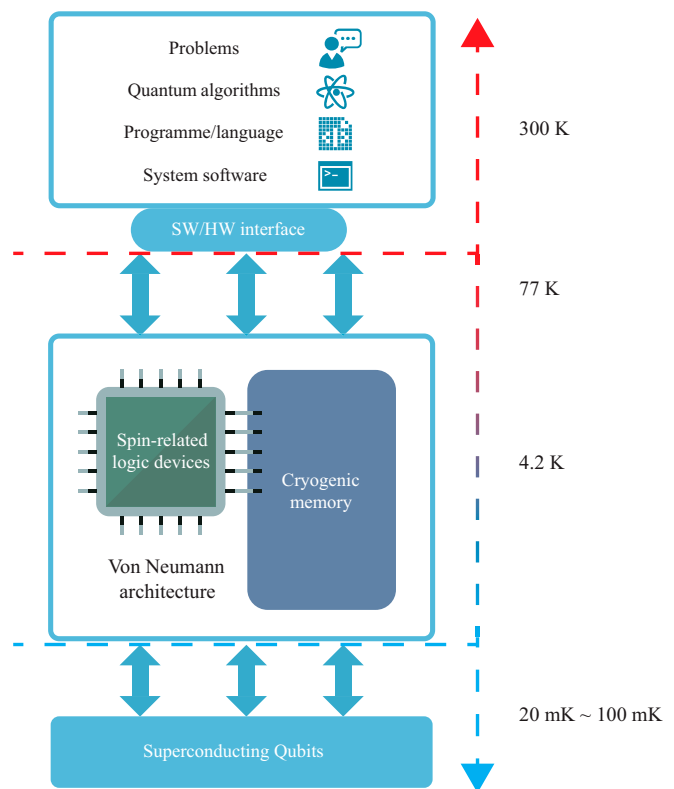 Problems
Quantum algorithms
Programme/language
System software
>_
300 K
SW/HW interface
77 K
Spin-related
logic devices
Cryogenic
memory
4.2 K
Von Neumann
architecture
20 mK ~ 100 mK
Superconducting Qubits